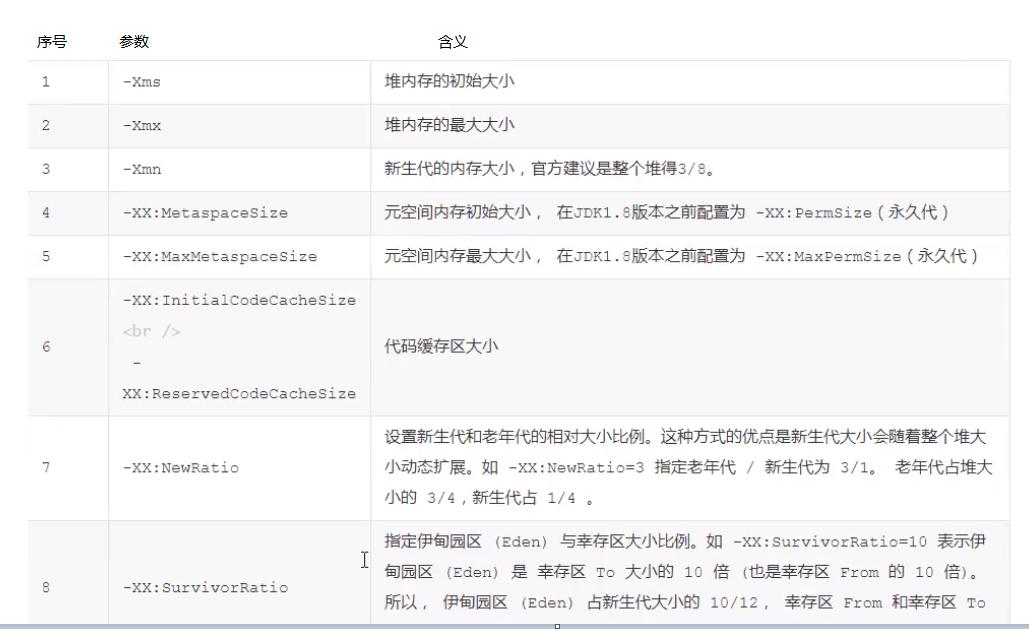 序号 参数 含义
1 -Xms 堆内存的初始大小
2 -Xmx 堆内存的最大大小
3 -Xmn 新生代的内存大小，官方建议是整个堆得3/8。
4 -XX:MetaspaceSize 元空间内存初始大小， 在JDK1.8版本之前配置为 -XX:PermSize（永久代）
5 -XX:MaxMetaspaceSize 元空间内存最大大小， 在JDK1.8版本之前配置为 -XX:MaxPermSize（永久代）
-XX:InitialCodeCacheSize
<br />
6 - 代码缓存区大小
XX:ReservedCodeCacheSize
设置新生代和老年代的相对大小比例。这种方式的优点是新生代大小会随着整个堆大
7 -XX:NewRatio 小动态扩展。如 -XX:NewRatio=3 指定老年代 / 新生代为 3/1。 老年代占堆大
小的 3/4，新生代占 1/4 。
指定伊甸园区 (Eden) 与幸存区大小比例。如 -XX:SurvivorRatio=10 表示伊
8 -XX:SurvivorRatio 甸园区 (Eden) 是 幸存区 To 大小的 10 倍 (也是幸存区 From 的 10 倍)。
所以， 伊甸园区 (Eden) 占新生代大小的 10/12， 幸存区 From 和幸存区 To